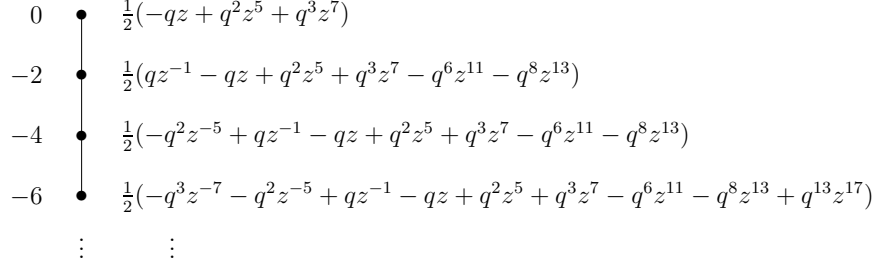 0 ½(−qz + q²z⁵ + q³z⁷)
−2 ½(qz⁻¹ − qz + q²z⁵ + q³z⁷ − q⁶z¹¹ − q⁸z¹³)
−4 ½(−q²z⁻⁵ + qz⁻¹ − qz + q²z⁵ + q³z⁷ − q⁶z¹¹ − q⁸z¹³)
−6 ½(−q³z⁻⁷ − q²z⁻⁵ + qz⁻¹ − qz + q²z⁵ + q³z⁷ − q⁶z¹¹ − q⁸z¹³ + q¹³z¹⁷)
⋮ ⋮